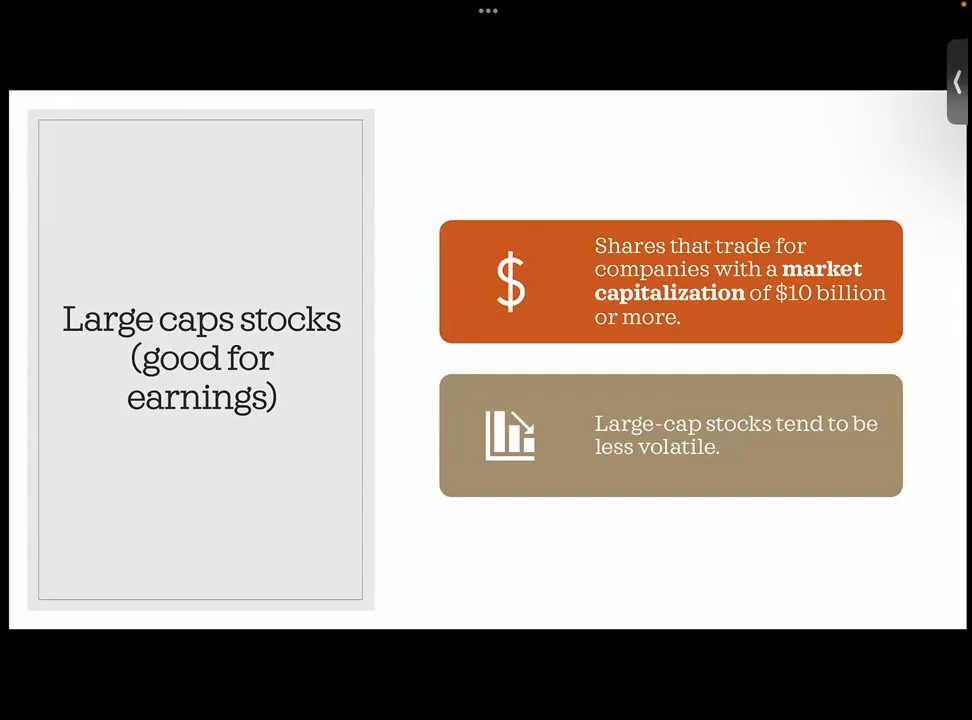 Large caps stocks
(good for
earnings)
$
Shares that trade for
companies with a market
capitalization of $10 billion
or more.
Large-cap stocks tend to be
less volatile.